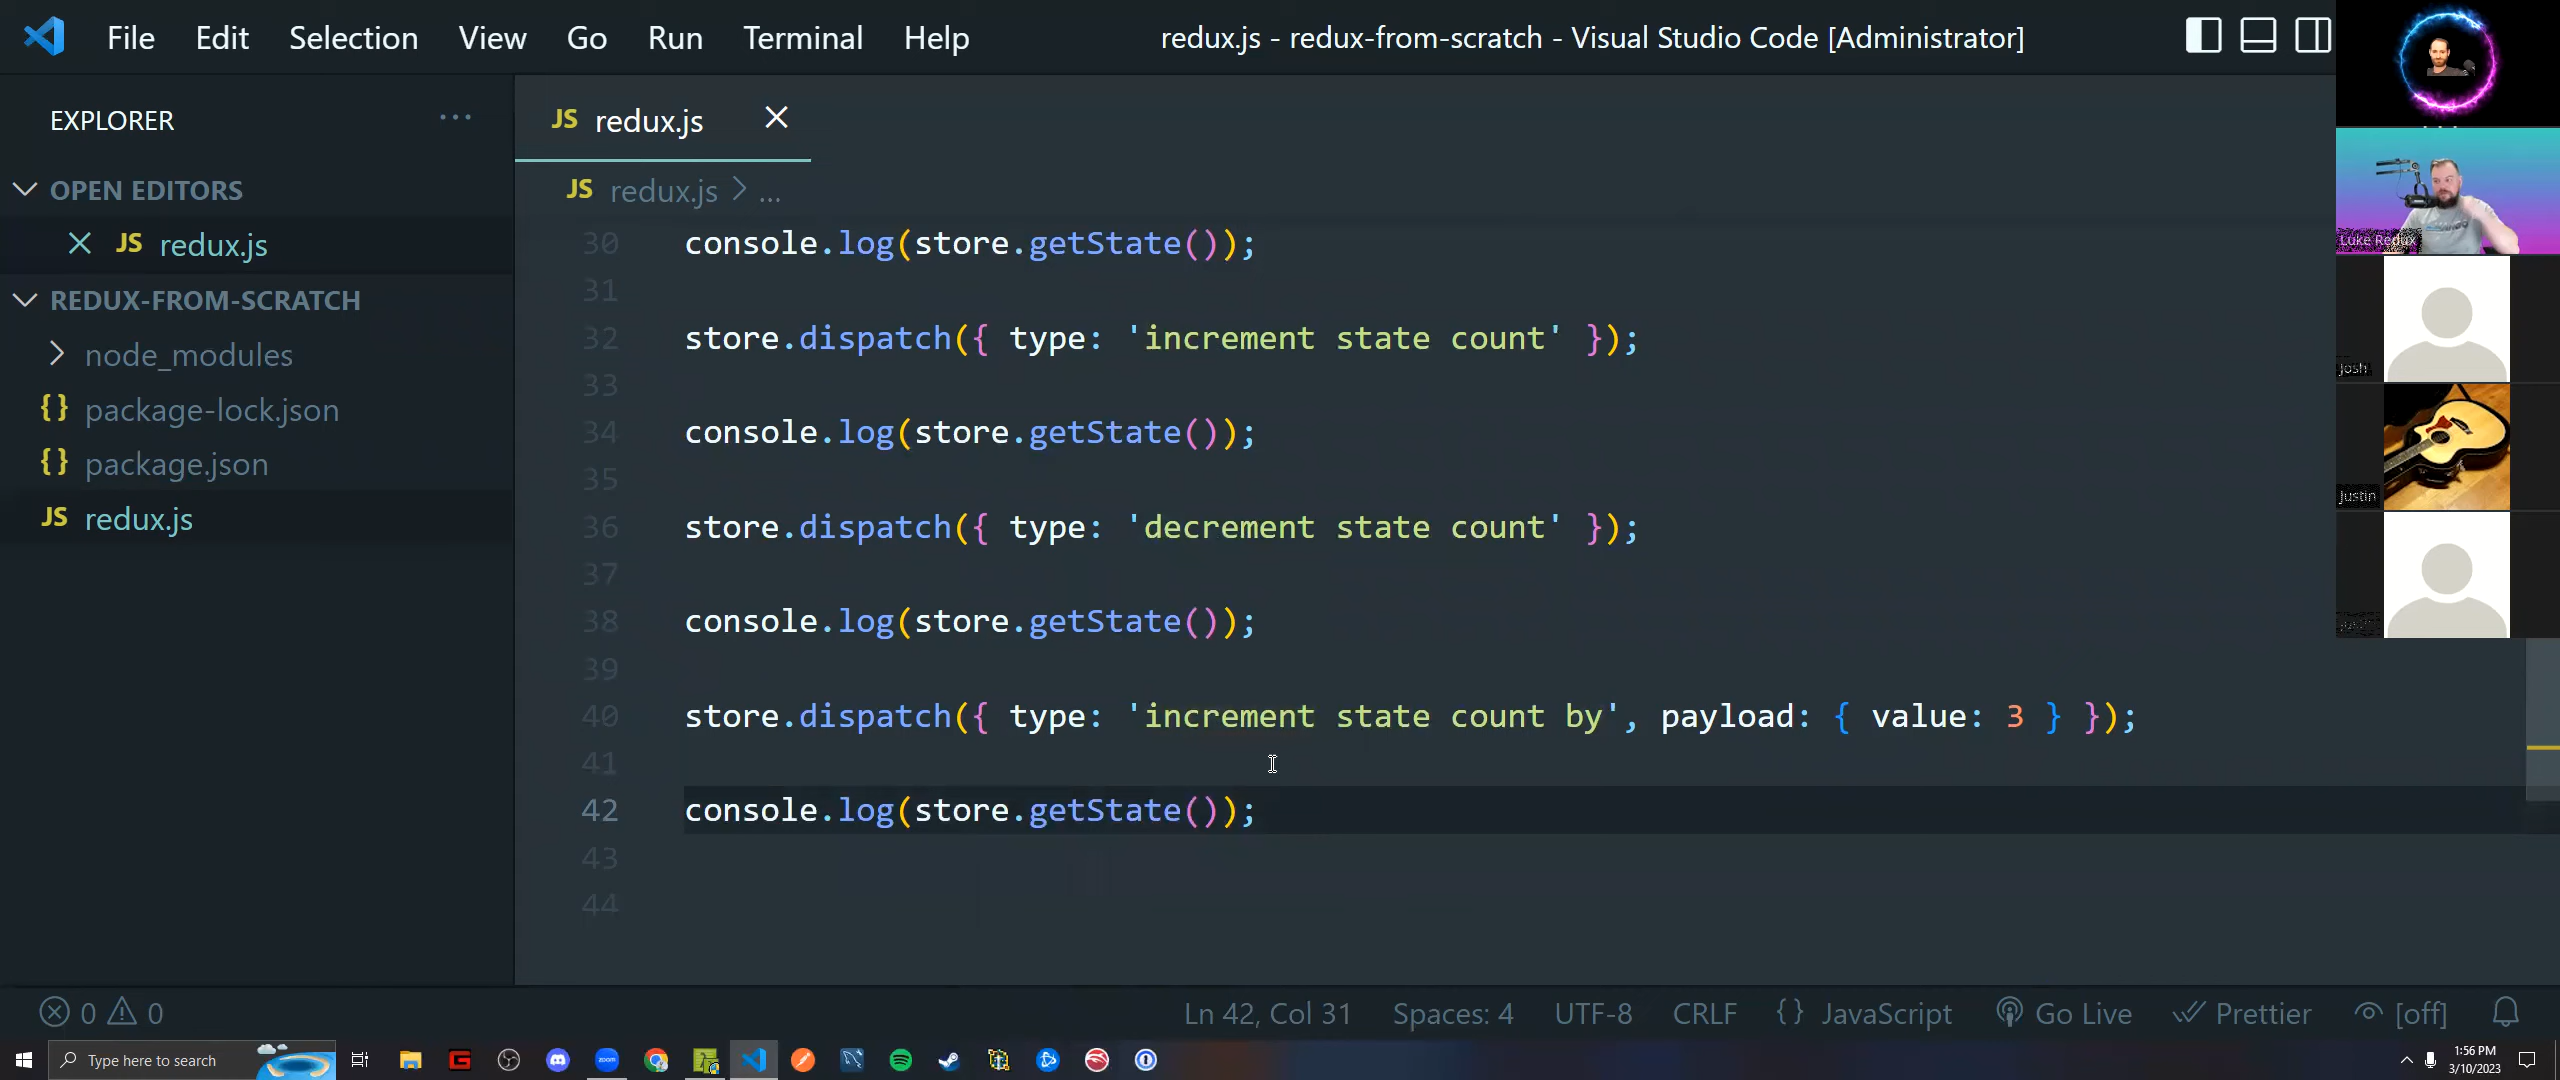 File Edit Selection View Go Run Terminal Help
redux.js - redux-from-scratch - Visual Studio Code [Administrator]
EXPLORER
OPEN EDITORS
JS redux.js
REDUX-FROM-SCRATCH
node_modules
{} package-lock.json
{} package.json
JS redux.js
JS redux.js
JS redux.js > ...
30 console.log(store.getState());
31
32 store.dispatch({ type: 'increment state count' });
33
34 console.log(store.getState());
35
36 store.dispatch({ type: 'decrement state count' });
37
38 console.log(store.getState());
39
40 store.dispatch({ type: 'increment state count by', payload: { value: 3 } });
41
42 console.log(store.getState());
43
44
Luke Redux
Josh
Justin
0 0 Ln 42, Col 31 Spaces: 4 UTF-8 CRLF {} JavaScript Go Live Prettier [off]
Type here to search
zoom
1:56 PM
3/10/2023